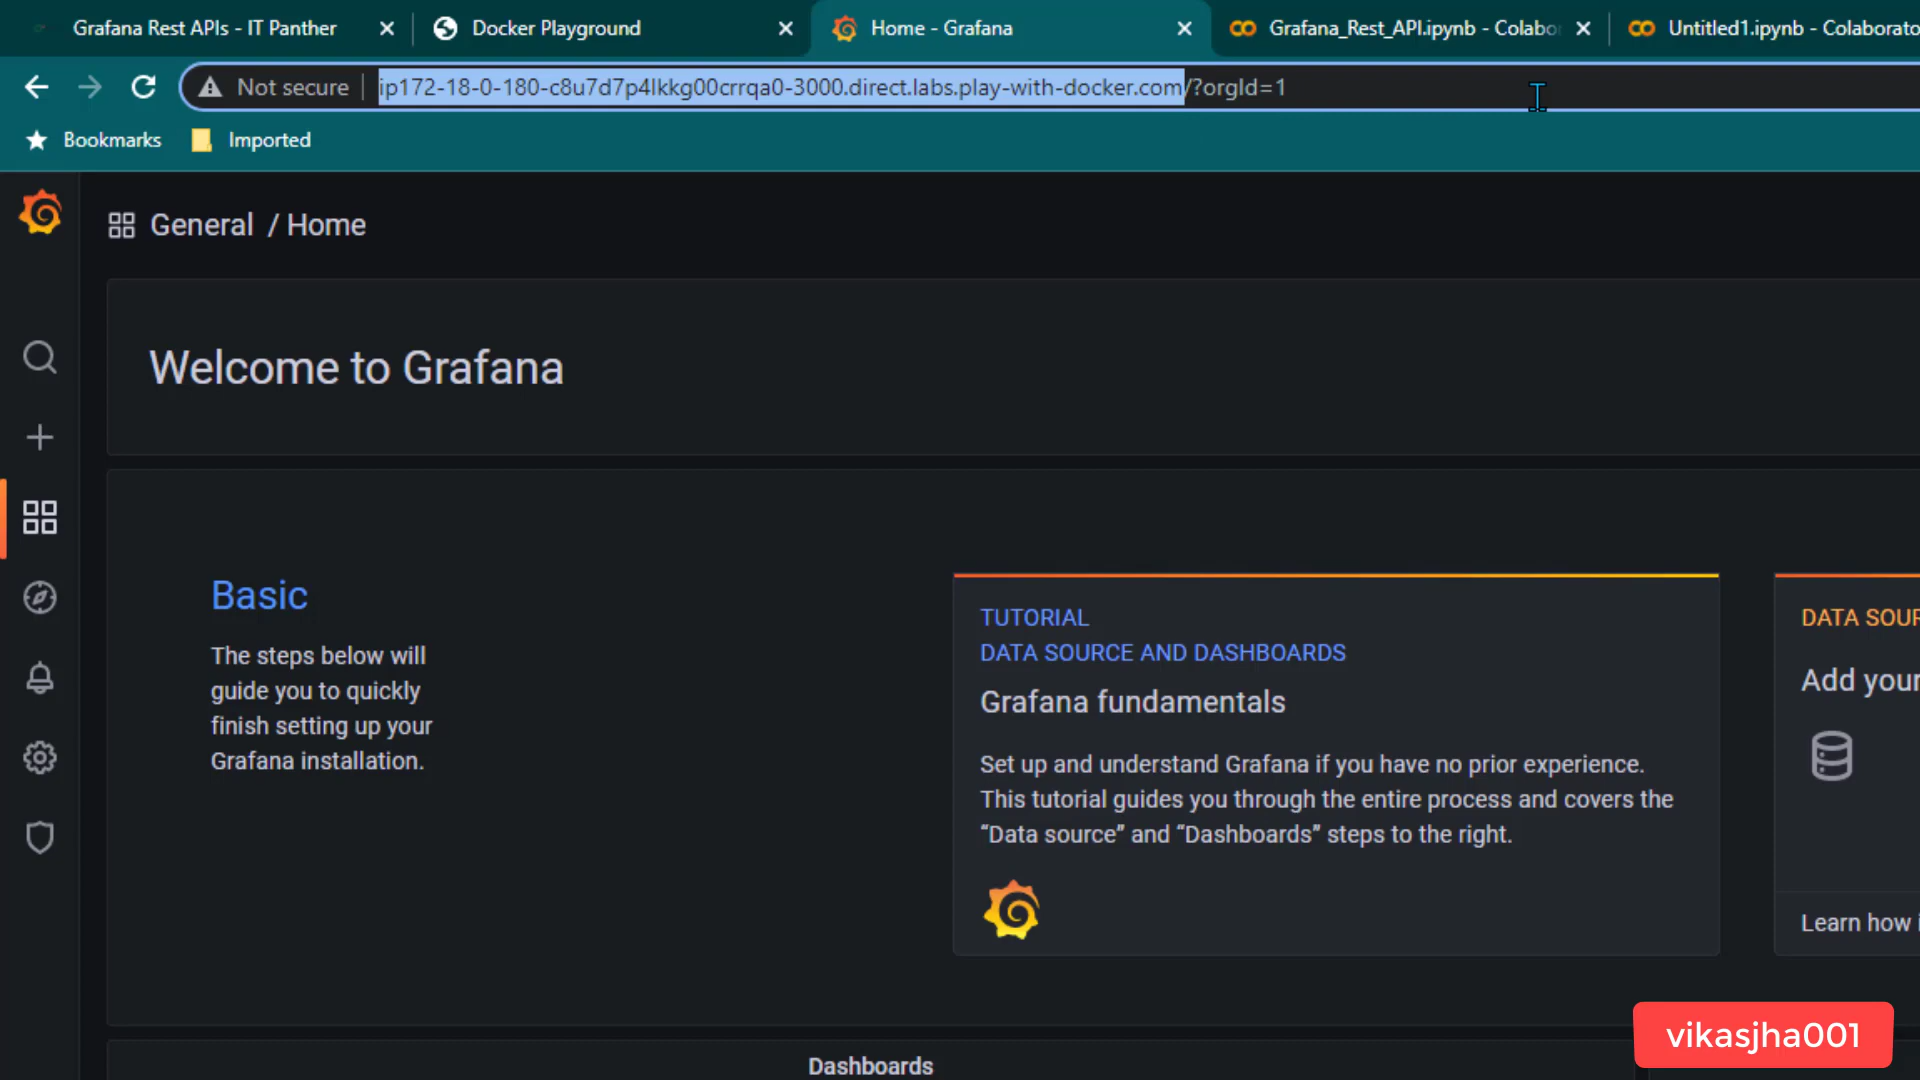 Grafana Rest APIs - IT Panther
Docker Playground
Home - Grafana
Grafana_Rest_API.ipynb - Colabo
Untitled1.ipynb - Colaborato
Not secure
ip172-18-0-180-c8u7d7p4lkkg00crrqa0-3000.direct.labs.play-with-docker.com/?orgId=1
Bookmarks
Imported
General / Home
Welcome to Grafana
Basic
The steps below will
guide you to quickly
finish setting up your
Grafana installation.
TUTORIAL
DATA SOURCE AND DASHBOARDS
Grafana fundamentals
Set up and understand Grafana if you have no prior experience.
This tutorial guides you through the entire process and covers the
“Data source” and “Dashboards” steps to the right.
DATA SOUR
Add your
Learn how i
Dashboards
vikasjha001